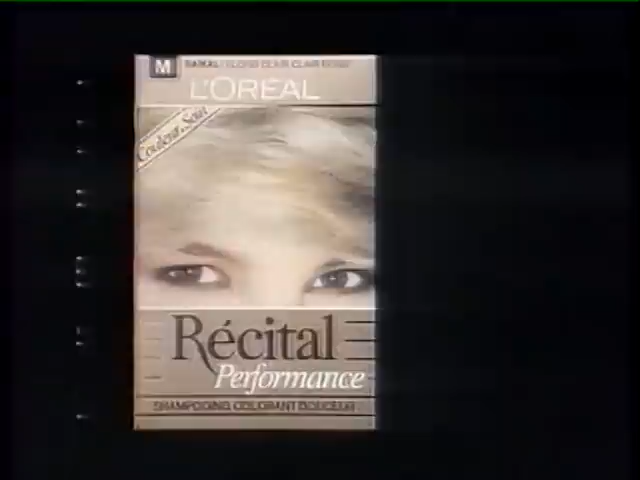 M
L'ORÉAL
Couleur Soin
Récital
Performance
SHAMPOOING COLORANT DOUCEUR